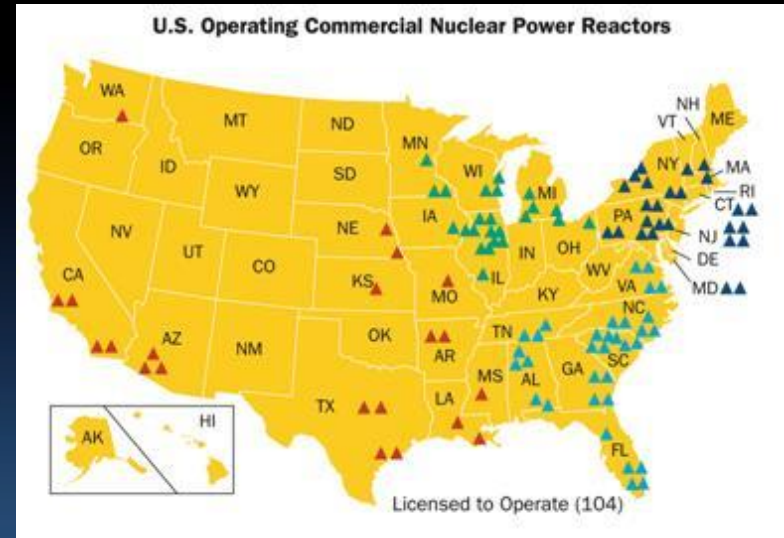 U.S. Operating Commercial Nuclear Power Reactors
WA
MT
ND
MN
VT
NH
ME
OR
ID
SD
WI
NY
MA
WY
MI
RI
CT
IA
PA
NV
NE
NJ
UT
IN
OH
DE
CA
CO
IL
WV
MD
KS
MO
KY
VA
NC
AZ
NM
OK
TN
AR
SC
MS
AL
GA
TX
LA
HI
AK
FL
Licensed to Operate (104)